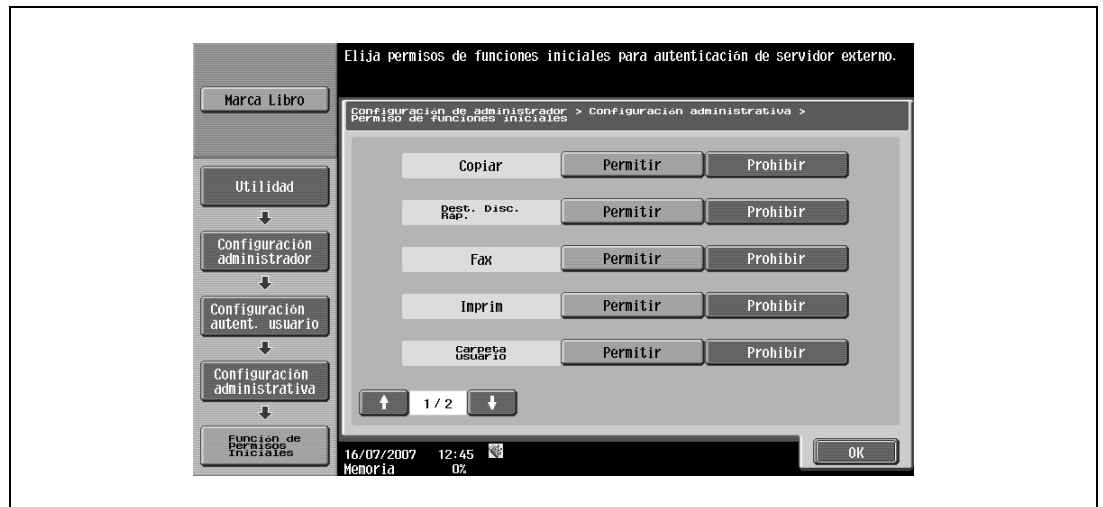 Elija permisos de funciones iniciales para autenticación de servidor externo.
Marca Libro
Configuración de administrador > Configuración administrativa >
Permiso de funciones iniciales
Utilidad
Configuración
administrador
Configuración
autent. usuario
Configuración
administrativa
Función de
Permisos
Iniciales
Copiar Permitir Prohibir
Dest. Disc.
Ráp. Permitir Prohibir
Fax Permitir Prohibir
Imprim Permitir Prohibir
Carpeta
usuario Permitir Prohibir
1/2
16/07/2007 12:45
Memoria 0%
OK